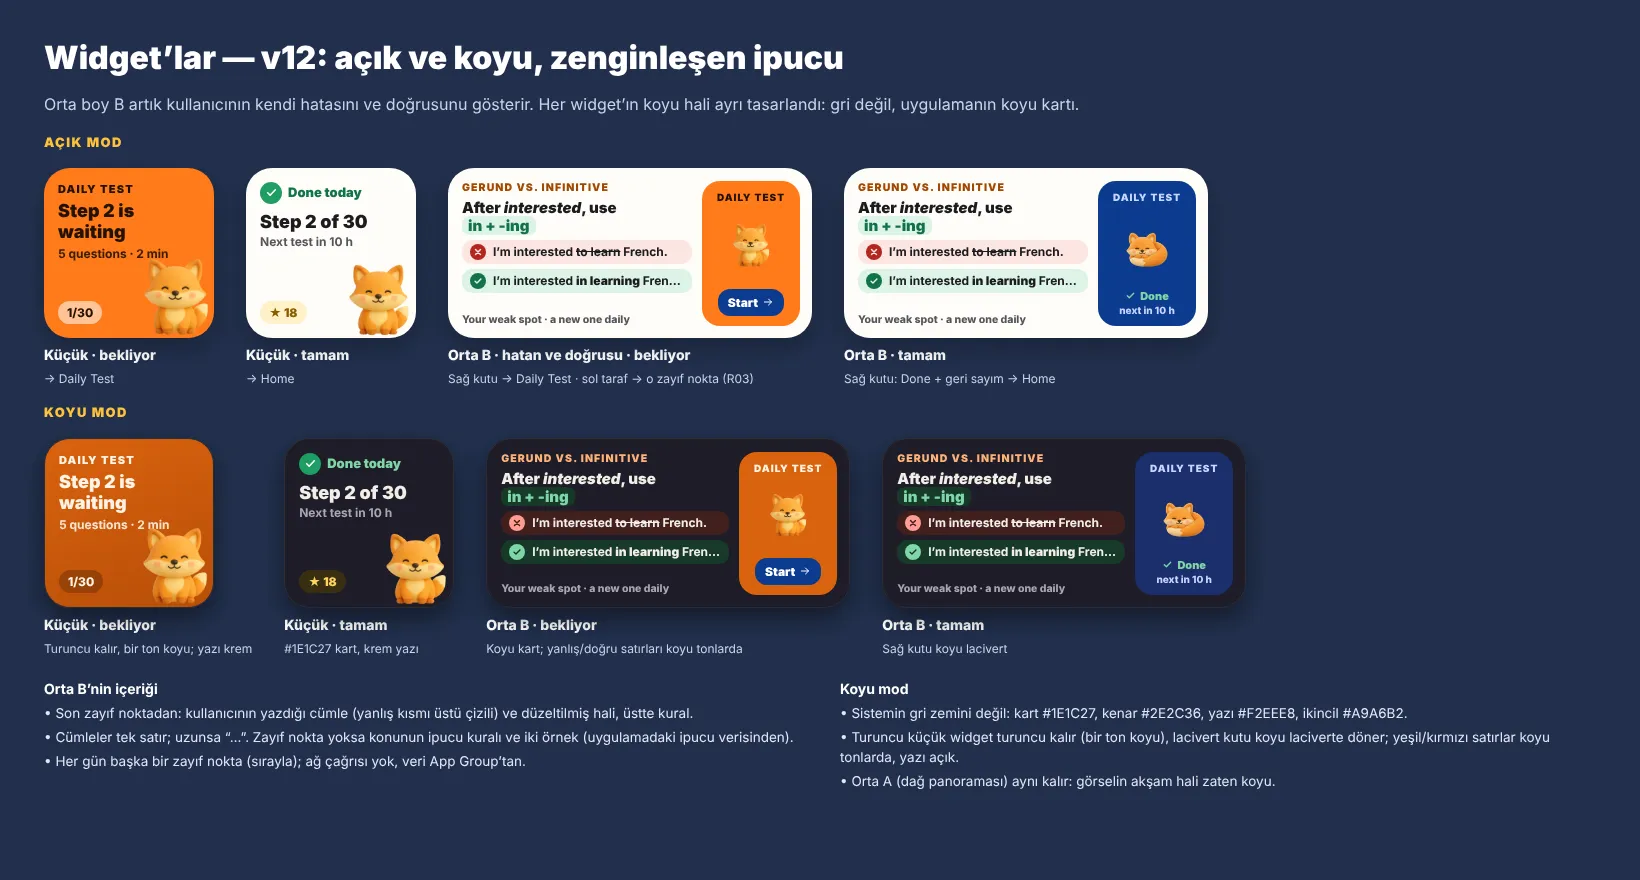 Widget’lar — v12: açık ve koyu, zenginleşen ipucu
Orta boy B artık kullanıcının kendi hatasını ve doğrusunu gösterir. Her widget’ın koyu hali ayrı tasarlandı: gri değil, uygulamanın koyu kartı.
AÇIK MOD
DAILY TEST
Step 2 is
waiting
5 questions · 2 min
1/30
Küçük · bekliyor
→ Daily Test
Done today
Step 2 of 30
Next test in 10 h
★ 18
Küçük · tamam
→ Home
GERUND VS. INFINITIVE
After interested, use
in + -ing
I’m interested to learn French.
I’m interested in learning Fren…
Your weak spot · a new one daily
DAILY TEST
Start →
Orta B · hatan ve doğrusu · bekliyor
Sağ kutu → Daily Test · sol taraf → o zayıf nokta (R03)
GERUND VS. INFINITIVE
After interested, use
in + -ing
I’m interested to learn French.
I’m interested in learning Fren…
Your weak spot · a new one daily
DAILY TEST
✓ Done
next in 10 h
Orta B · tamam
Sağ kutu: Done + geri sayım → Home
KOYU MOD
DAILY TEST
Step 2 is
waiting
5 questions · 2 min
1/30
Küçük · bekliyor
Turuncu kalır, bir ton koyu; yazı krem
Done today
Step 2 of 30
Next test in 10 h
★ 18
Küçük · tamam
#1E1C27 kart, krem yazı
GERUND VS. INFINITIVE
After interested, use
in + -ing
I’m interested to learn French.
I’m interested in learning Fren…
Your weak spot · a new one daily
DAILY TEST
Start →
Orta B · bekliyor
Koyu kart; yanlış/doğru satırları koyu tonlarda
GERUND VS. INFINITIVE
After interested, use
in + -ing
I’m interested to learn French.
I’m interested in learning Fren…
Your weak spot · a new one daily
DAILY TEST
✓ Done
next in 10 h
Orta B · tamam
Sağ kutu koyu lacivert
Orta B’nin içeriği
• Son zayıf noktadan: kullanıcının yazdığı cümle (yanlış kısmı üstü çizili) ve düzeltilmiş hali, üstte kural.
• Cümleler tek satır; uzunsa “…”. Zayıf nokta yoksa konunun ipucu kuralı ve iki örnek (uygulamadaki ipucu verisinden).
• Her gün başka bir zayıf nokta (sırayla); ağ çağrısı yok, veri App Group’tan.
Koyu mod
• Sistemin gri zemini değil: kart #1E1C27, kenar #2E2C36, yazı #F2EEE8, ikincil #A9A6B2.
• Turuncu küçük widget turuncu kalır (bir ton koyu), lacivert kutu koyu laciverte döner; yeşil/kırmızı satırlar koyu
tonlarda, yazı açık.
• Orta A (dağ panoraması) aynı kalır: görselin akşam hali zaten koyu.